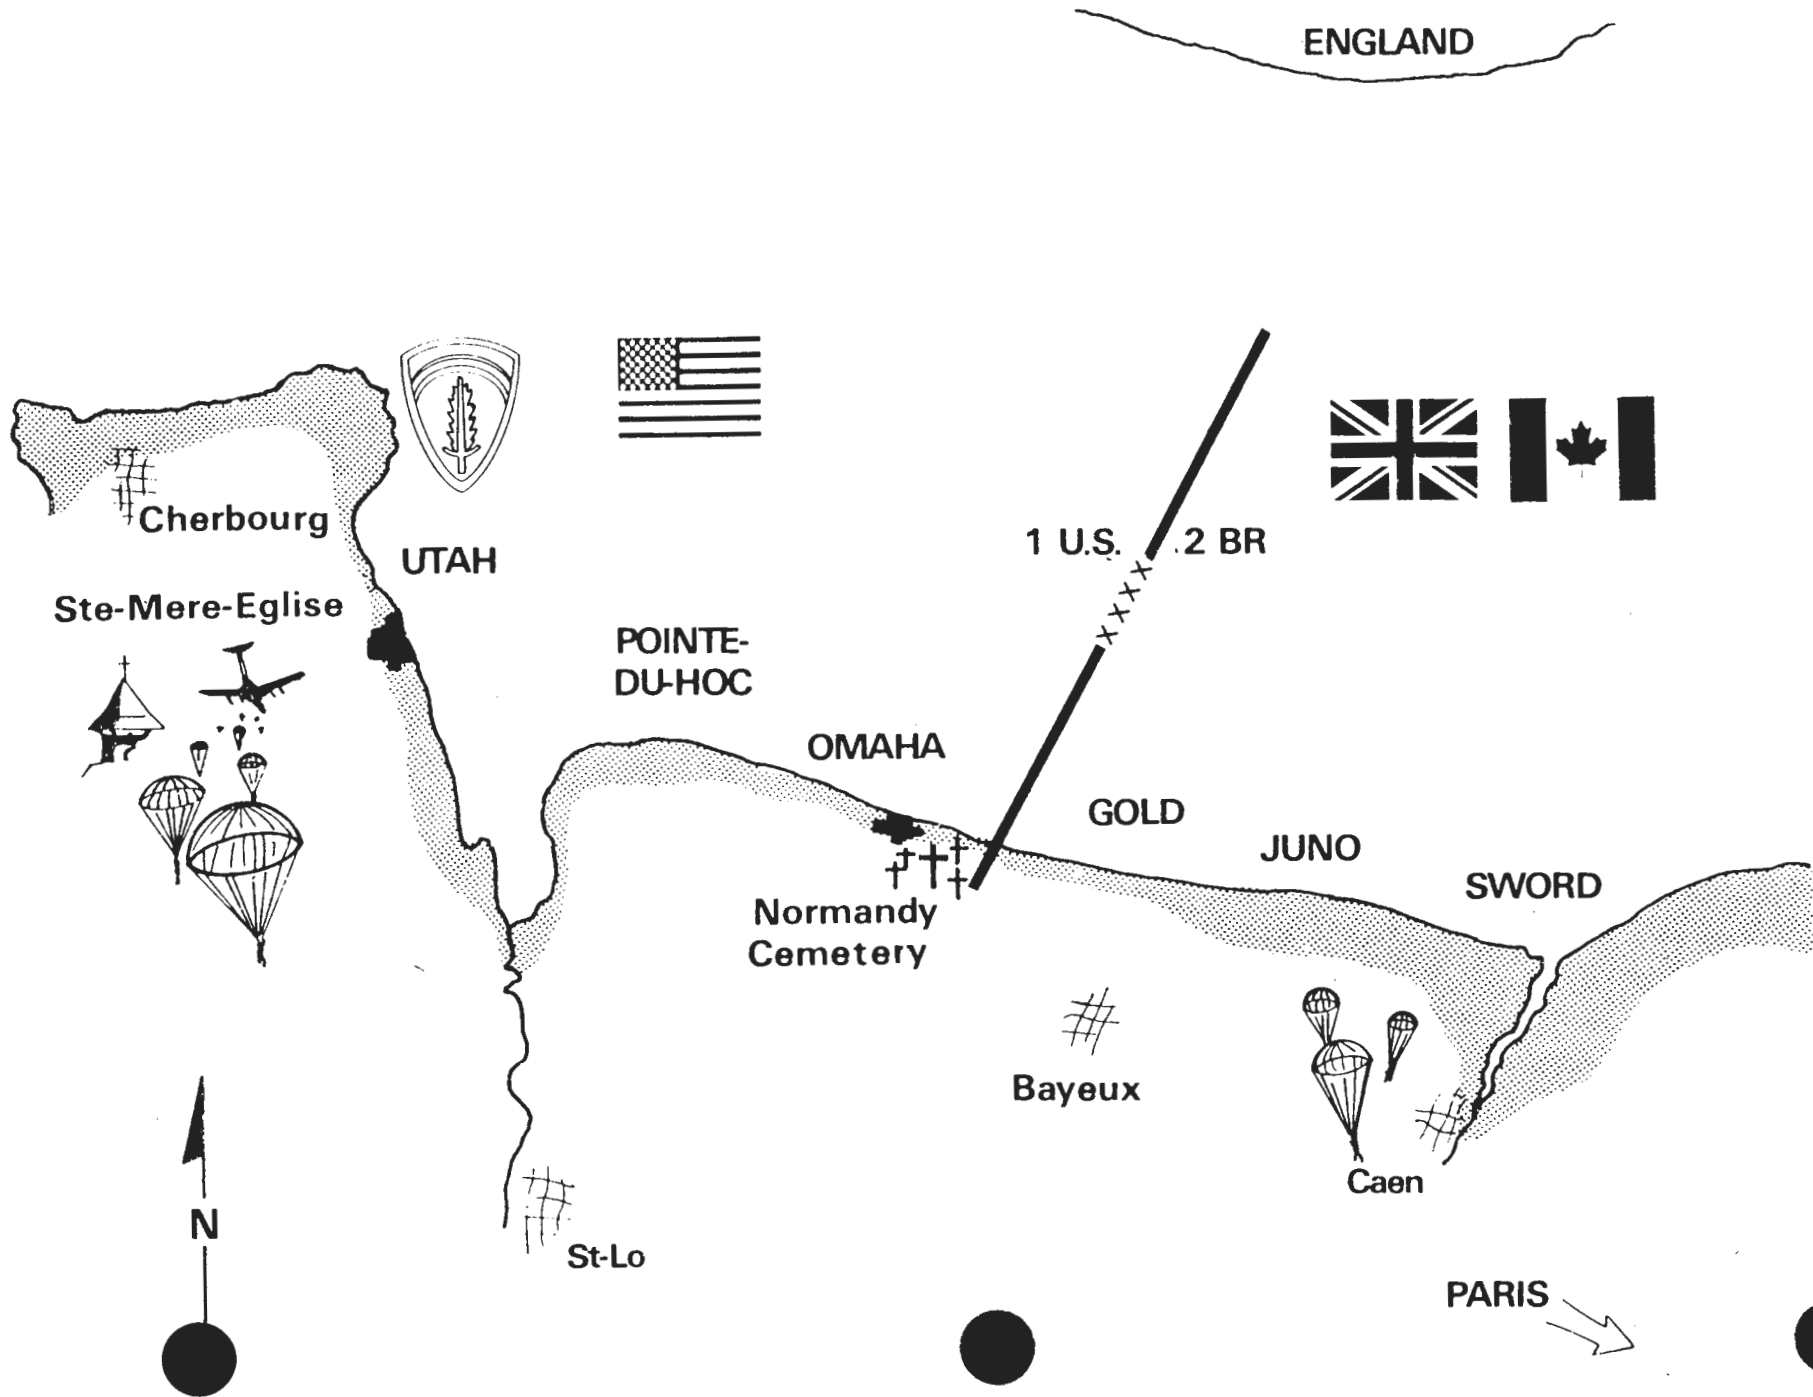 ENGLAND
1 U.S. 2 BR
Cherbourg
UTAH
Ste-Mere-Eglise
POINTE-
DU-HOC
OMAHA
GOLD
JUNO
SWORD
Normandy
Cemetery
Bayeux
Caen
N
St-Lo
PARIS